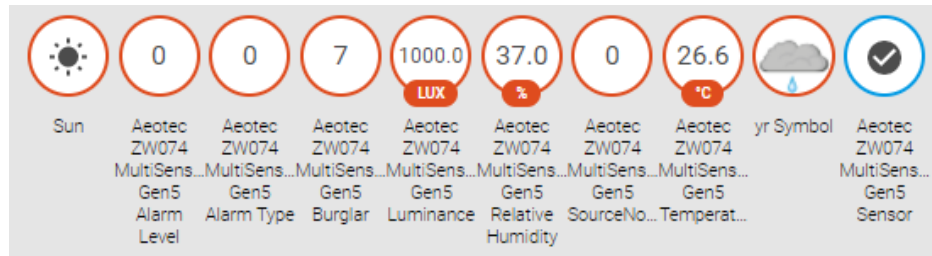 0
0
7
1000.0
LUX
37.0
%
0
26.6
°C
Sun
Aeotec
ZW074
MultiSens...
Gen5
Alarm
Level
Aeotec
ZW074
MultiSens...
Gen5
Alarm Type
Aeotec
ZW074
MultiSens...
Gen5
Burglar
Aeotec
ZW074
MultiSens...
Gen5
Luminance
Aeotec
ZW074
MultiSens...
Gen5
Relative
Humidity
Aeotec
ZW074
MultiSens...
Gen5
SourceNo...
Aeotec
ZW074
MultiSens...
Gen5
Temperat...
yr Symbol
Aeotec
ZW074
MultiSens...
Gen5
Sensor